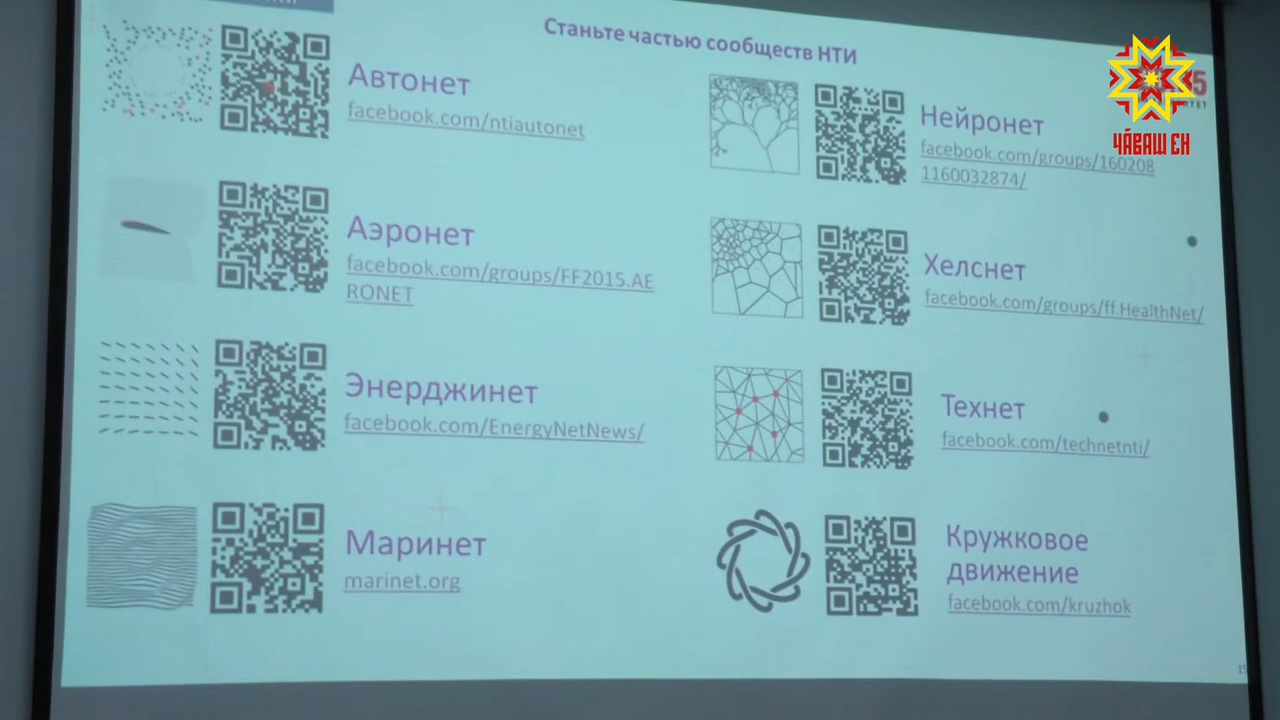 Станьте частью сообществ НТИ
Автонет
facebook.com/ntiautonet
Аэронет
facebook.com/groups/FF2015.AE
RONET
Энерджинет
facebook.com/EnergyNetNews/
Маринет
marinet.org
Нейронет
facebook.com/groups/160208
1160032874/
Хелснет
facebook.com/groups/ff.HealthNet/
Технет
facebook.com/technetnti/
Кружковое
движение
facebook.com/kruzhok
ЧӐВАШ ЕН